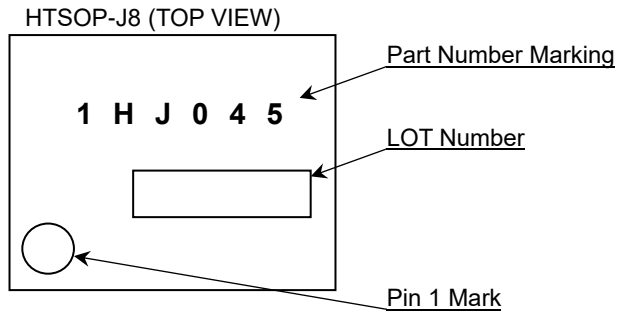 HTSOP-J8 (TOP VIEW)
Part Number Marking
1 H J 0 4 5
LOT Number
Pin 1 Mark